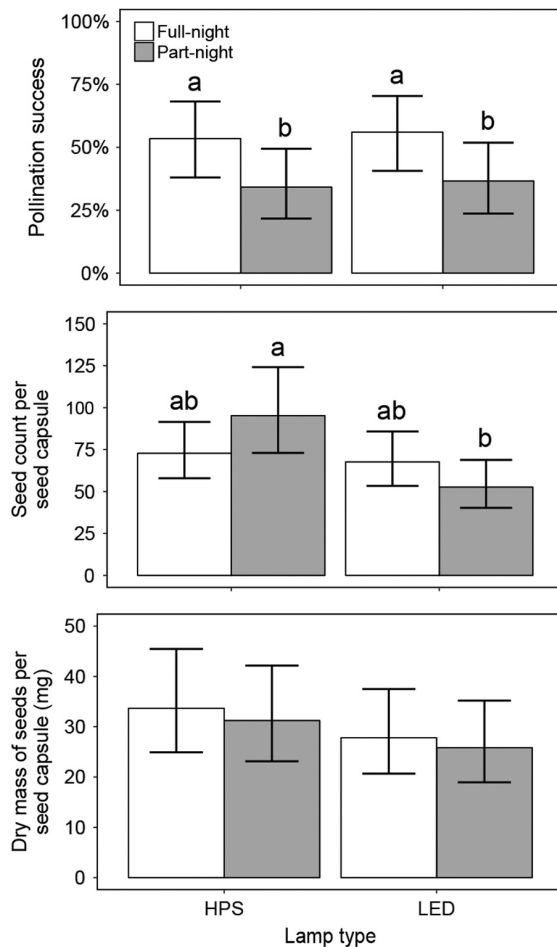 100%
75%
50%
25%
0%
Pollination success
Full-night
Part-night
a
b
a
b
150
125
100
75
50
25
0
Seed count per
seed capsule
ab
a
ab
b
50
40
30
20
10
0
Dry mass of seeds per
seed capsule (mg)
HPS
LED
Lamp type